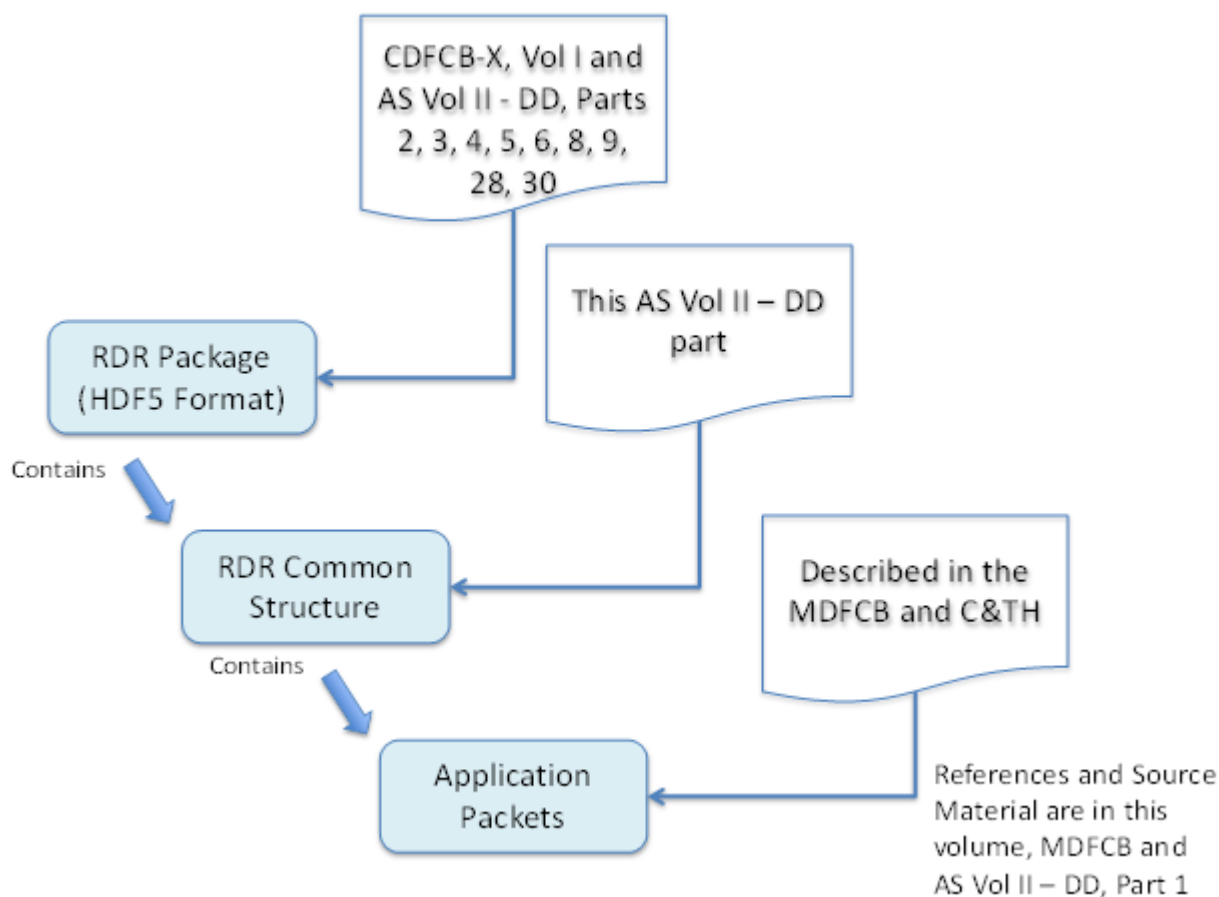 CDFCB-X, Vol I and
AS Vol II - DD, Parts
2, 3, 4, 5, 6, 8, 9,
28, 30
This AS Vol II – DD
part
RDR Package
(HDF5 Format)
Contains
RDR Common
Structure
Described in the
MDFCB and C&TH
Contains
Application
Packets
References and Source
Material are in this
volume, MDFCB and
AS Vol II – DD, Part 1